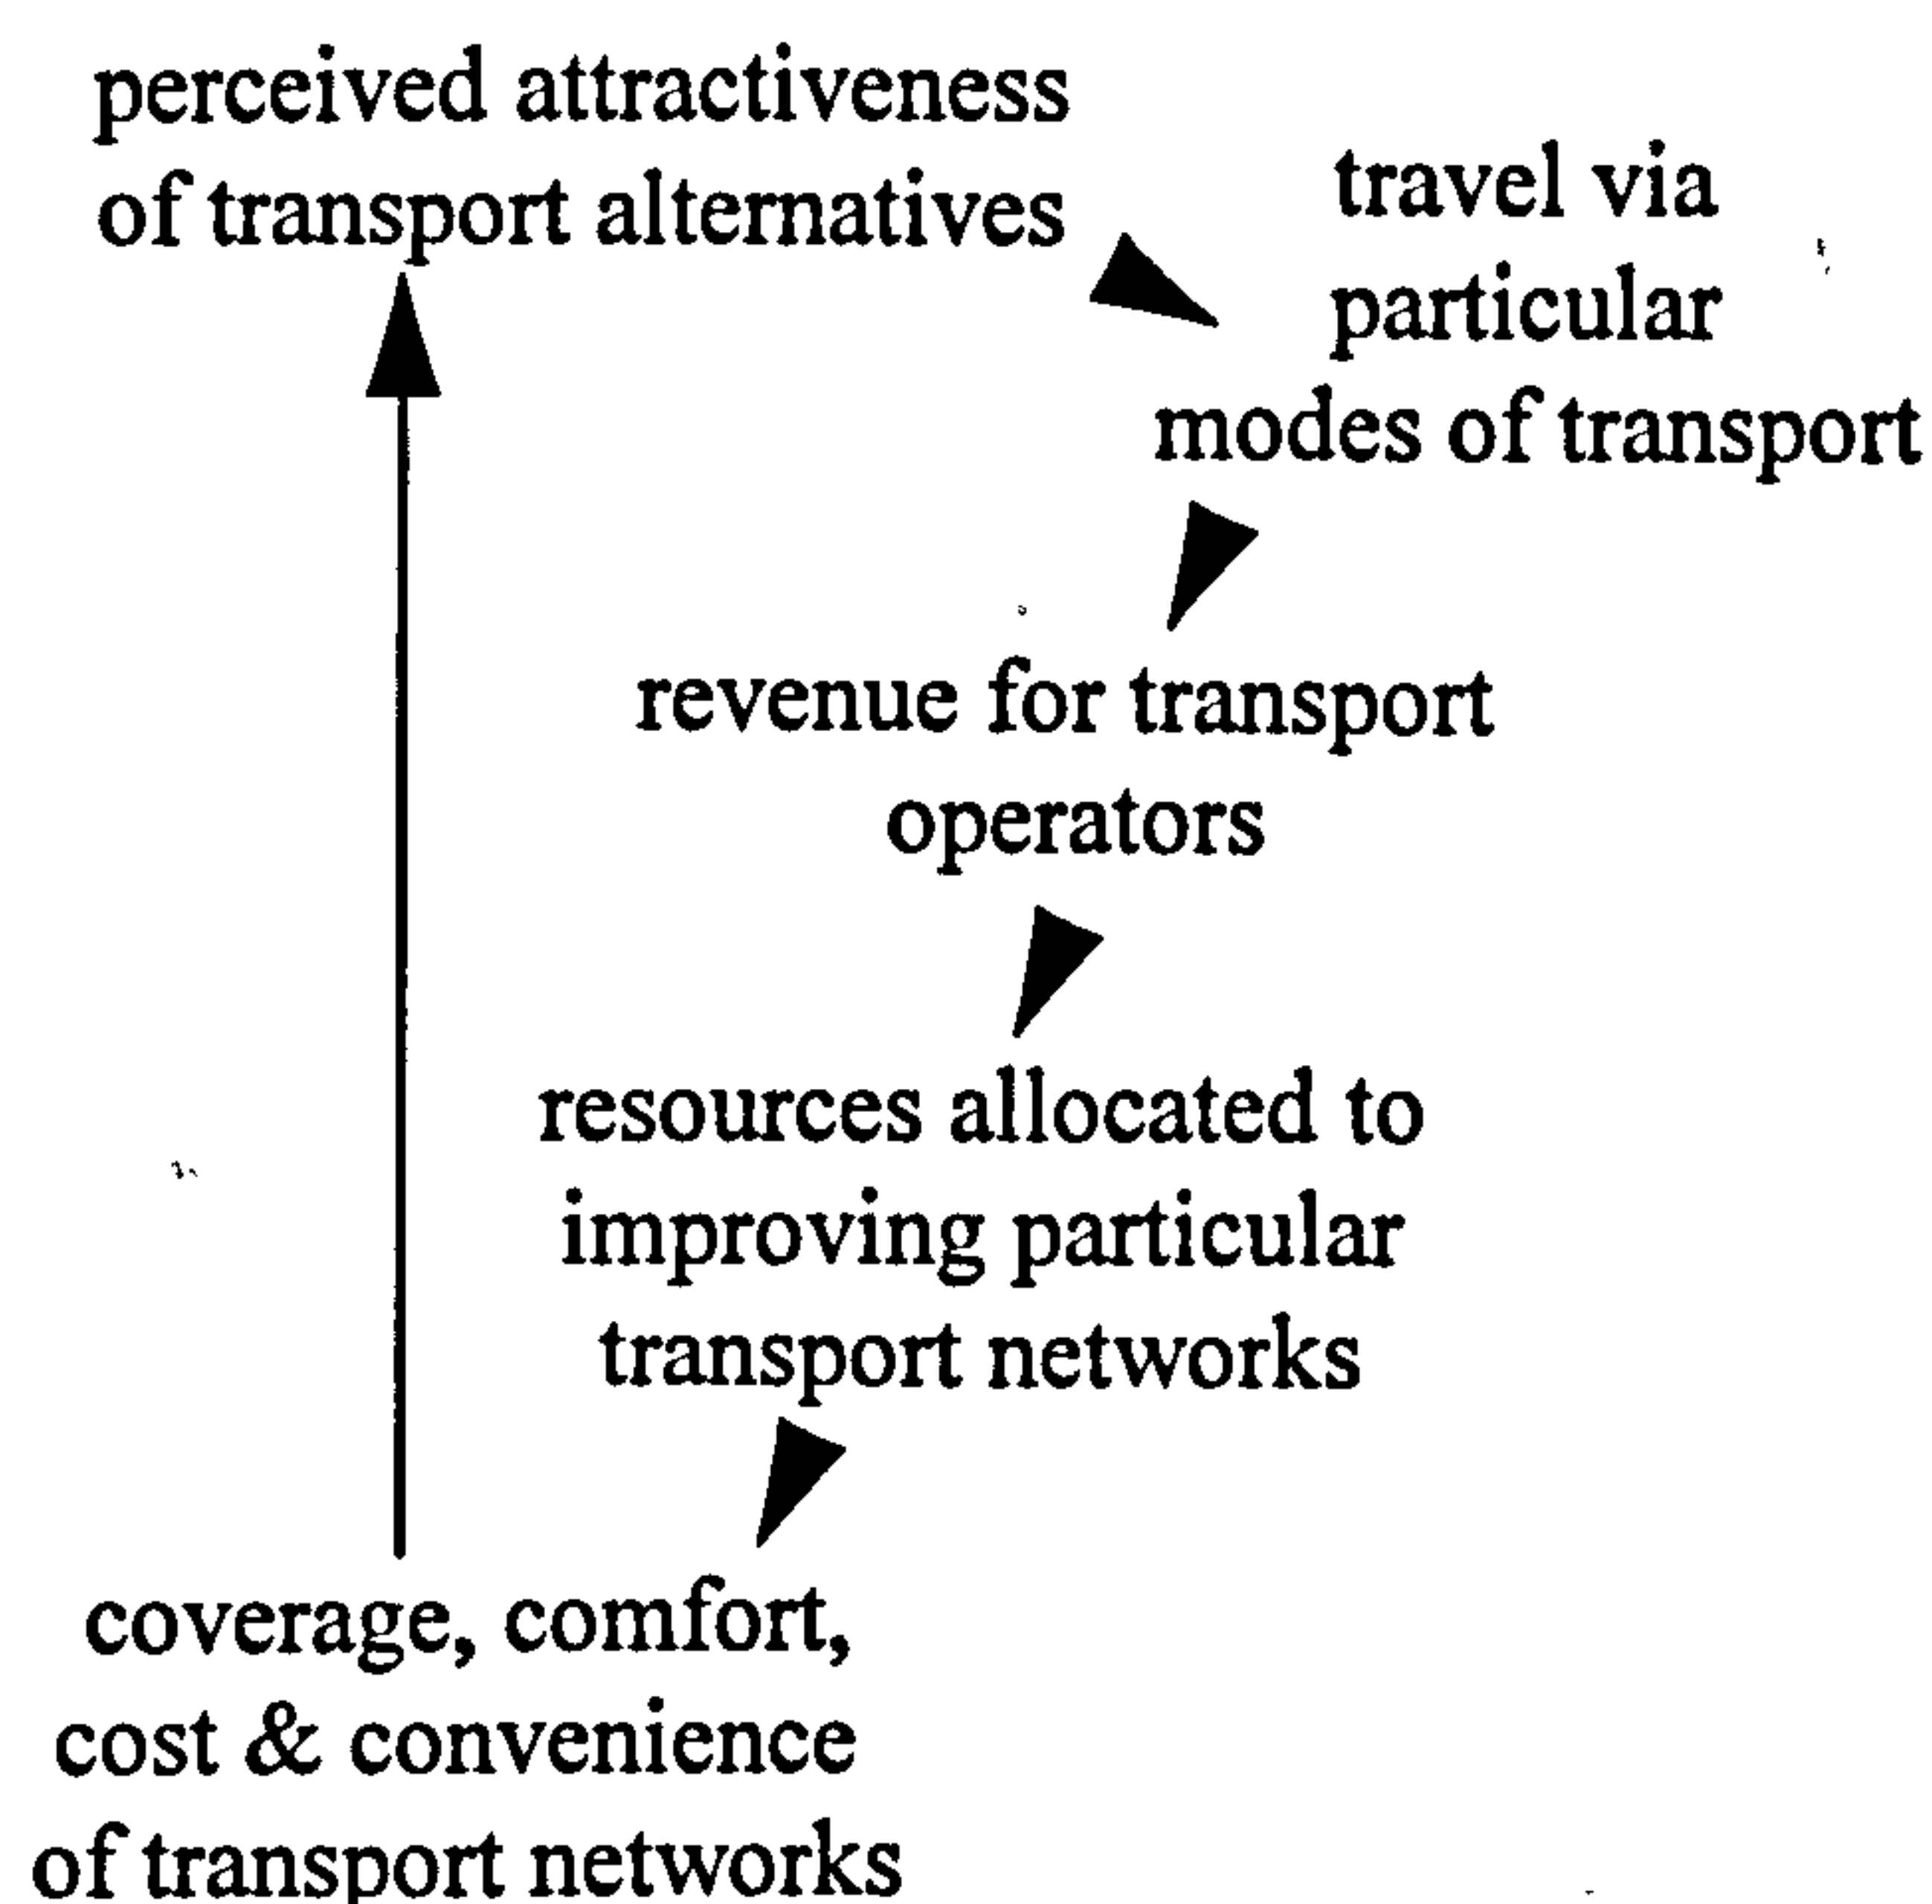 perceived attractiveness
of transport alternatives
travel via
particular
modes of transport
revenue for transport
operators
resources allocated to
improving particular
transport networks
coverage, comfort,
cost & convenience
of transport networks